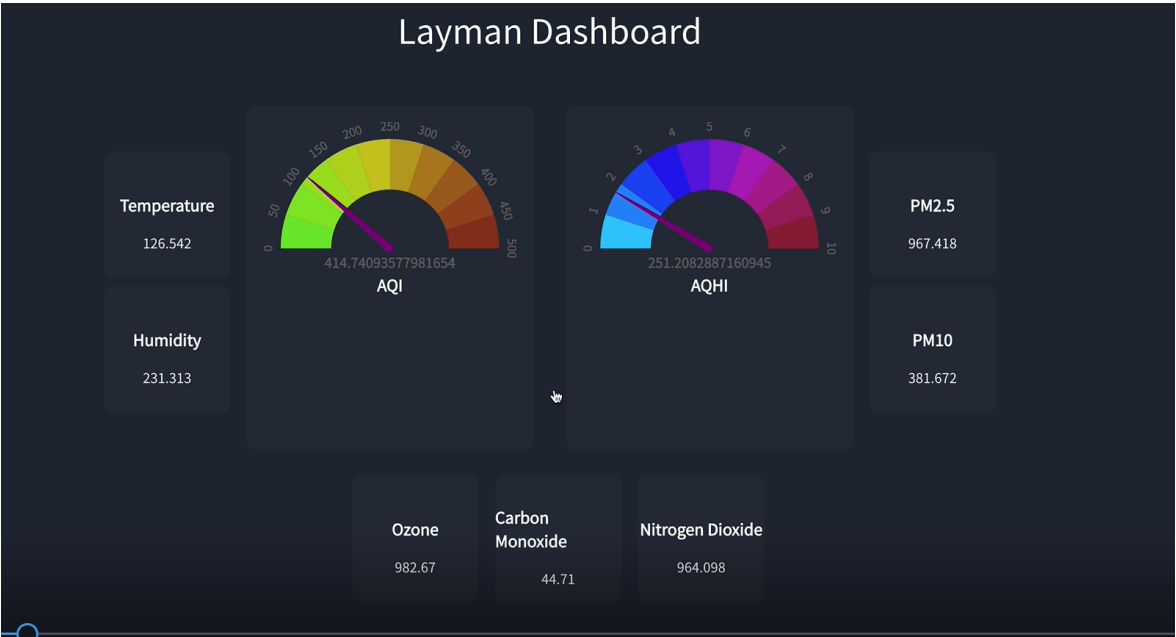 Layman Dashboard
Temperature
126.542
Humidity
231.313
0
50
100
150
200
250
300
350
400
450
500
414.74093577981654
AQI
0
1
2
3
4
5
6
7
8
9
10
251.2082887160945
AQHI
PM2.5
967.418
PM10
381.672
Ozone
982.67
Carbon
Monoxide
44.71
Nitrogen Dioxide
964.098